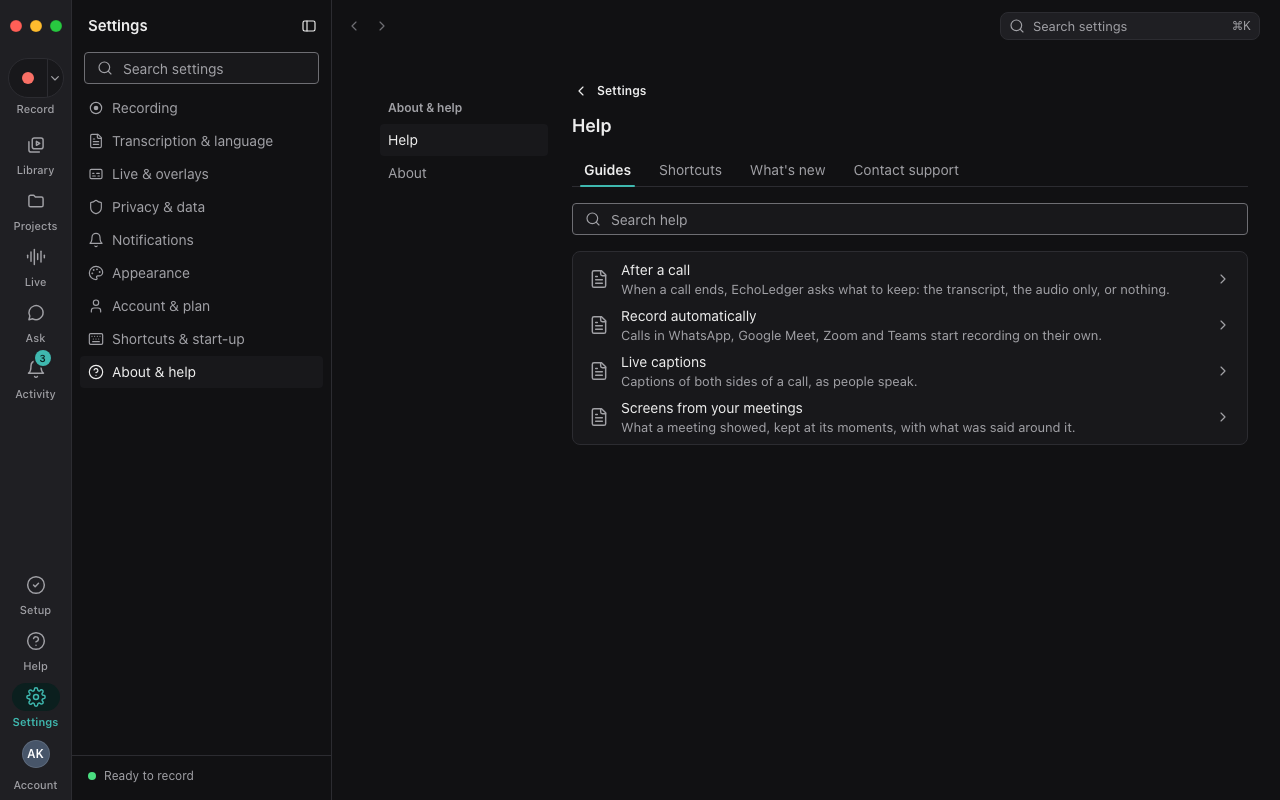 Settings
Search settings
⌘K
Record
Library
Projects
Live
Ask
3
Activity
Setup
Help
Settings
AK
Account
Search settings
Recording
Transcription & language
Live & overlays
Privacy & data
Notifications
Appearance
Account & plan
Shortcuts & start-up
About & help
Ready to record
About & help
Help
About
Settings
Help
Guides
Shortcuts
What's new
Contact support
Search help
After a call
When a call ends, EchoLedger asks what to keep: the transcript, the audio only, or nothing.
Record automatically
Calls in WhatsApp, Google Meet, Zoom and Teams start recording on their own.
Live captions
Captions of both sides of a call, as people speak.
Screens from your meetings
What a meeting showed, kept at its moments, with what was said around it.